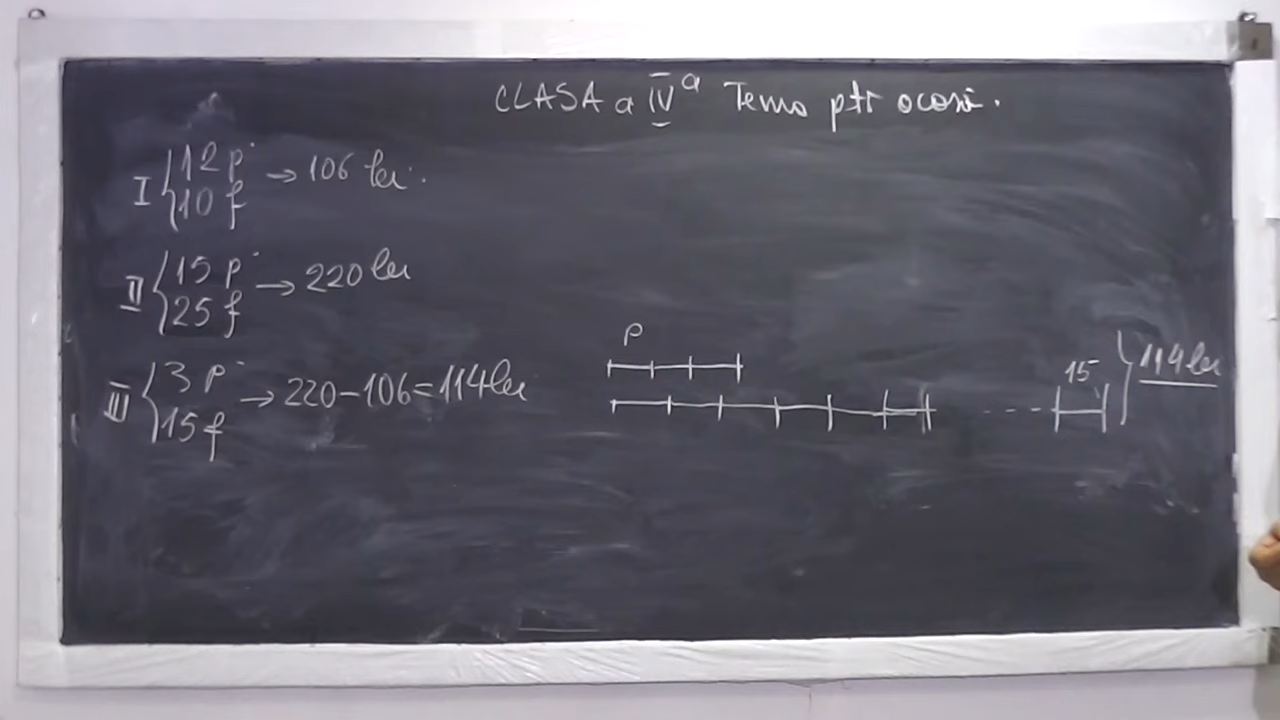 CLASA a IV a Tema ptr acasă.
I 12 p
10 f → 106 lei.
II 15 p
25 f → 220 lei
III 3 p
15 f → 220-106=114 lei
p
15
114 lei